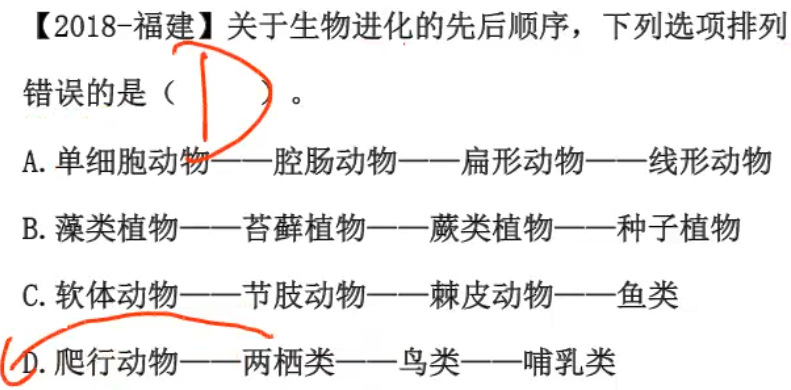 【2018-福建】关于生物进化的先后顺序，下列选项排列
错误的是（ D ）。
A.单细胞动物——腔肠动物——扁形动物——线形动物
B.藻类植物——苔藓植物——蕨类植物——种子植物
C.软体动物——节肢动物——棘皮动物——鱼类
D.爬行动物——两栖类——鸟类——哺乳类